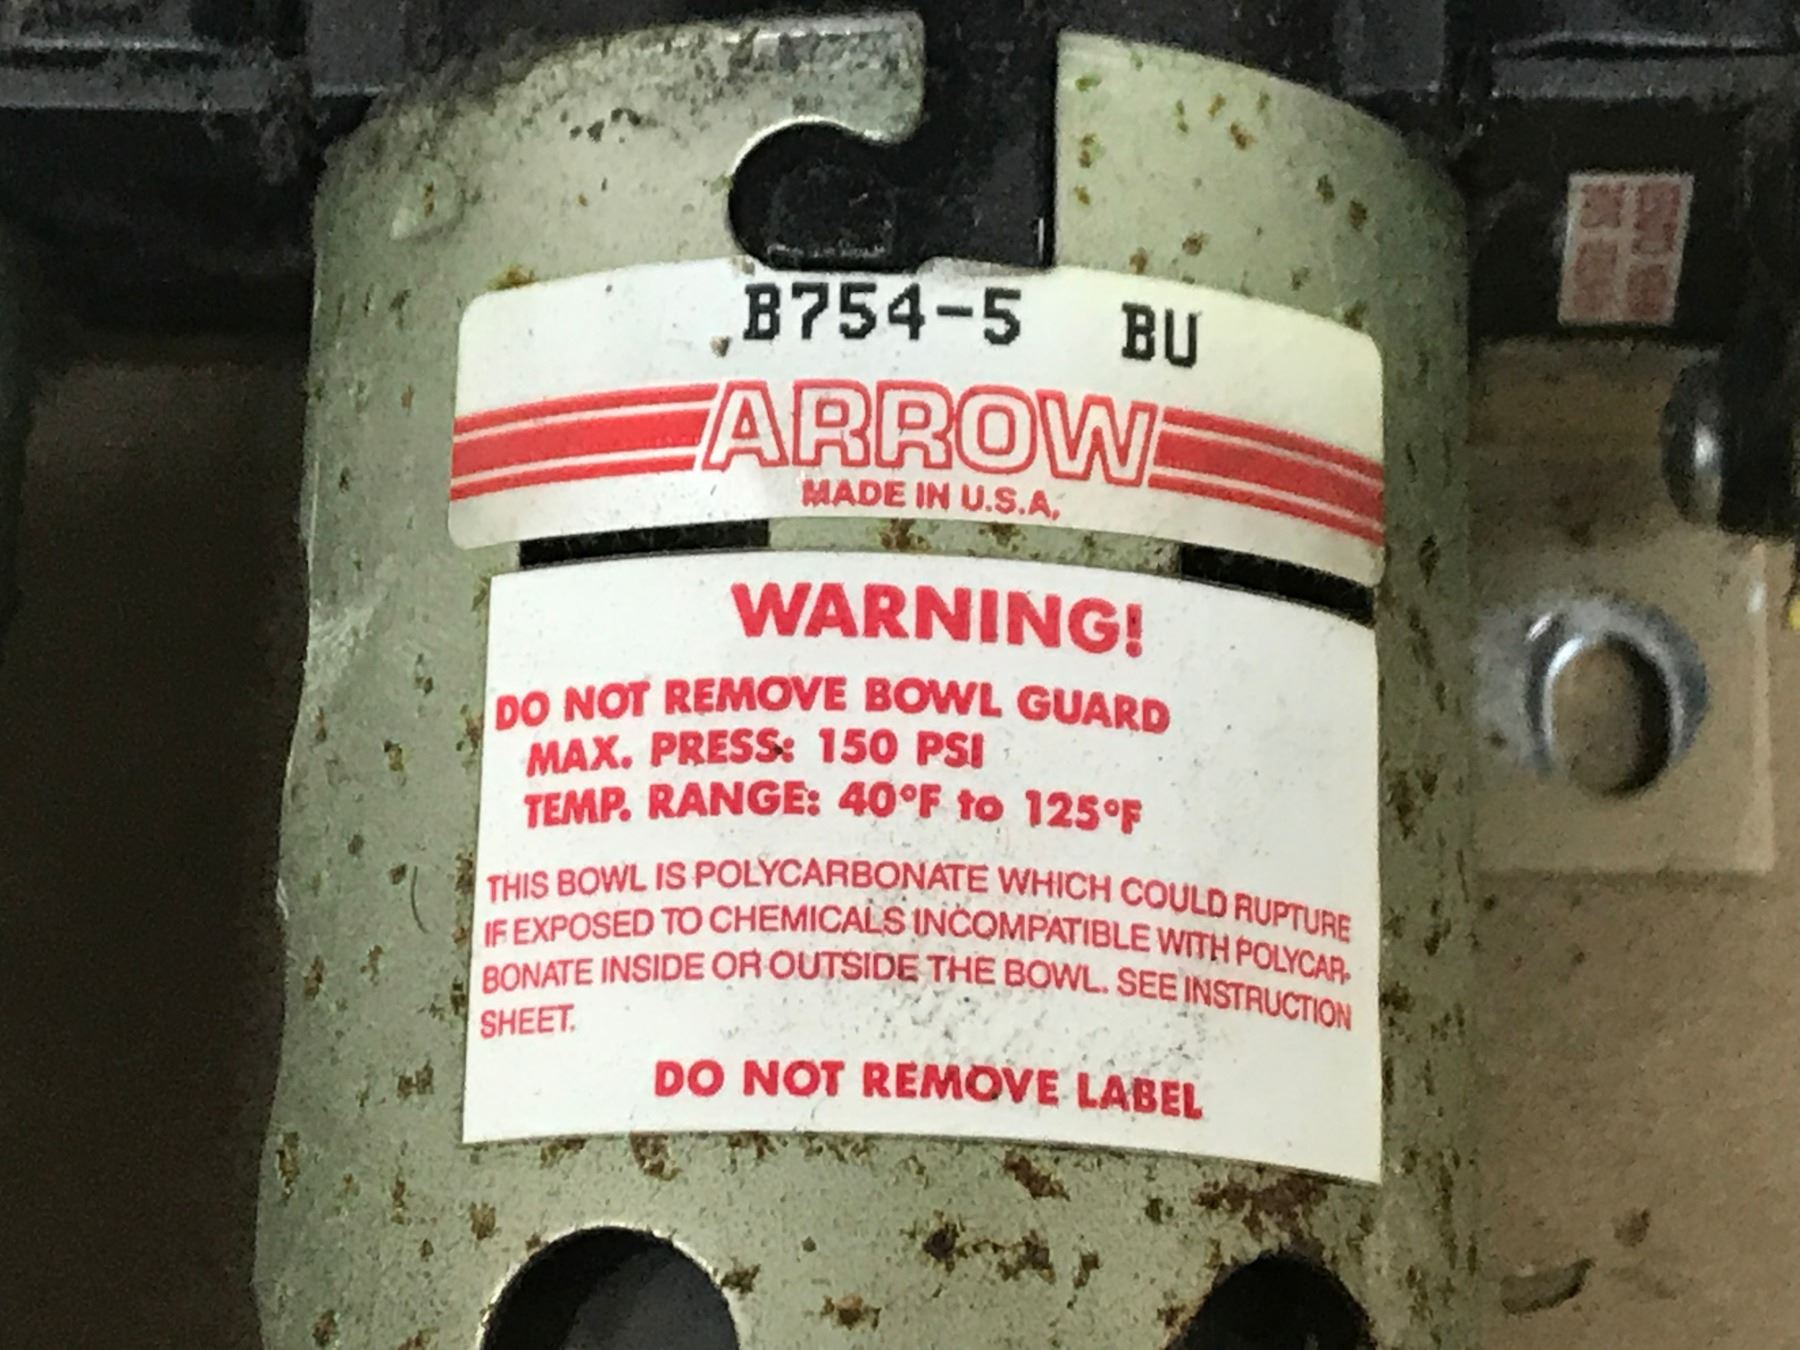 B754-5 BU
ARROW
MADE IN U.S.A.
WARNING!
DO NOT REMOVE BOWL GUARD
MAX. PRESS: 150 PSI
TEMP. RANGE: 40°F to 125°F
THIS BOWL IS POLYCARBONATE WHICH COULD RUPTURE
IF EXPOSED TO CHEMICALS INCOMPATIBLE WITH POLYCAR-
BONATE INSIDE OR OUTSIDE THE BOWL. SEE INSTRUCTION
SHEET.
DO NOT REMOVE LABEL